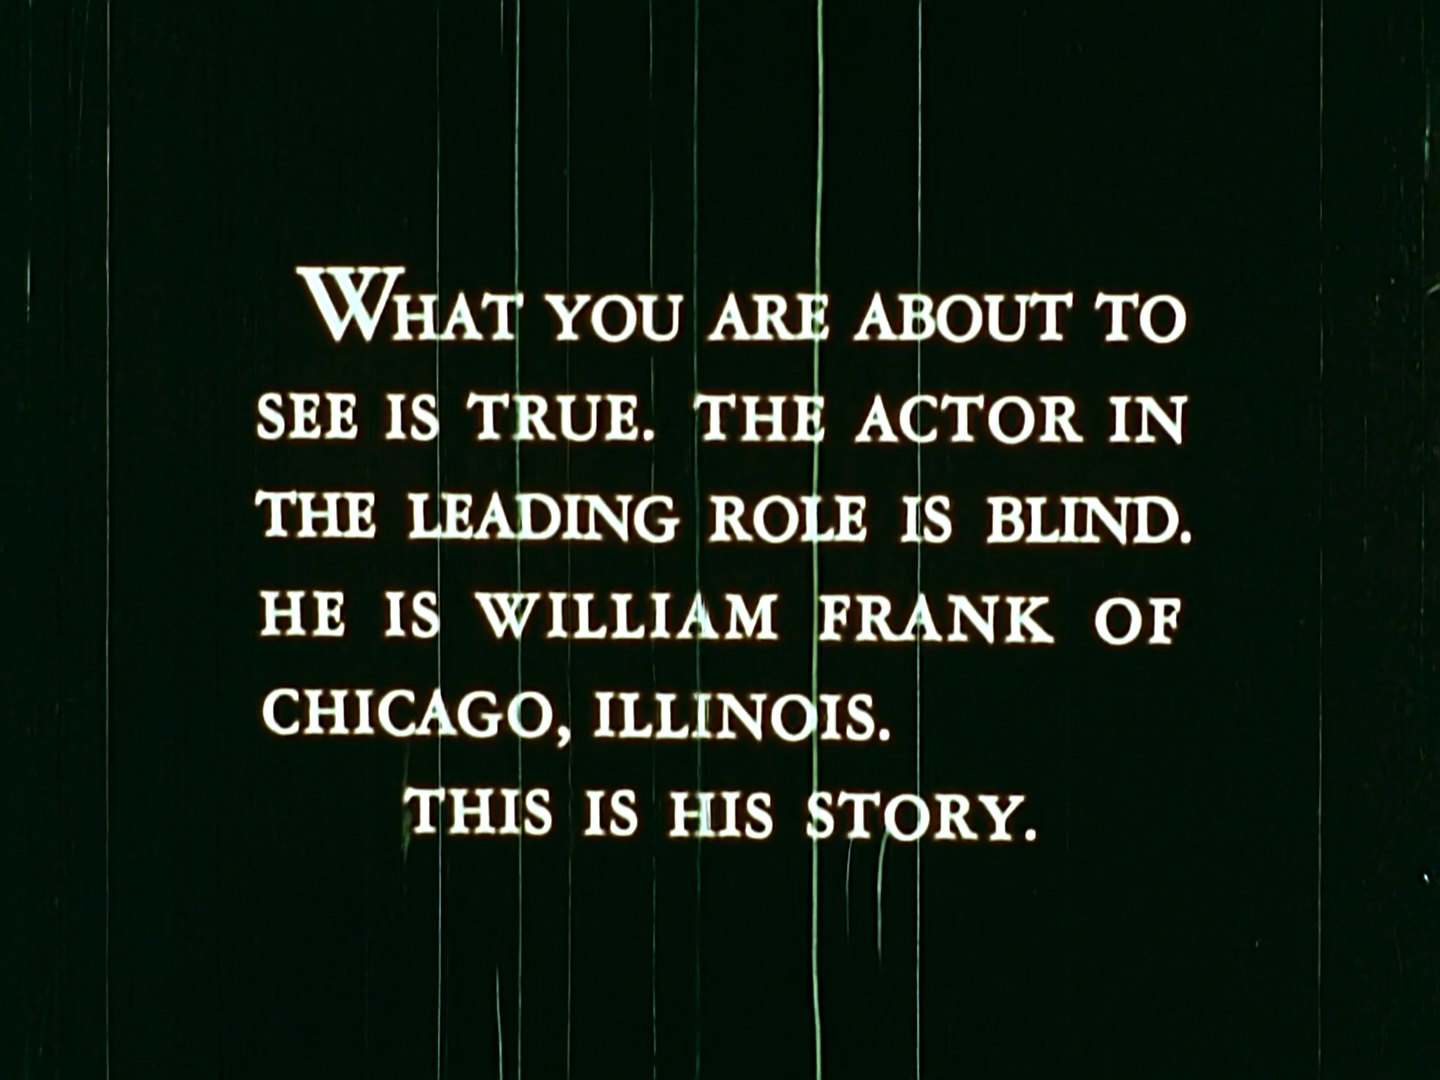 WHAT YOU ARE ABOUT TO
SEE IS TRUE. THE ACTOR IN
THE LEADING ROLE IS BLIND.
HE IS WILLIAM FRANK OF
CHICAGO, ILLINOIS.
THIS IS HIS STORY.